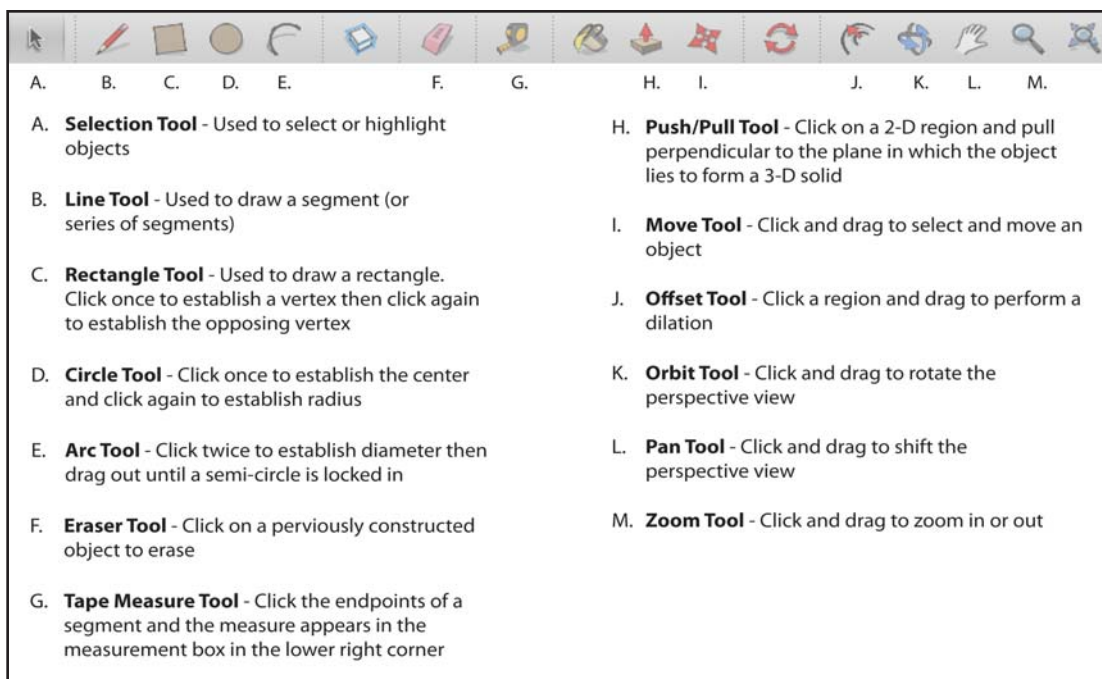 A. B. C. D. E. F. G. H. I. J. K. L. M.
A. Selection Tool - Used to select or highlight
objects
B. Line Tool - Used to draw a segment (or
series of segments)
C. Rectangle Tool - Used to draw a rectangle.
Click once to establish a vertex then click again
to establish the opposing vertex
D. Circle Tool - Click once to establish the center
and click again to establish radius
E. Arc Tool - Click twice to establish diameter then
drag out until a semi-circle is locked in
F. Eraser Tool - Click on a perviously constructed
object to erase
G. Tape Measure Tool - Click the endpoints of a
segment and the measure appears in the
measurement box in the lower right corner
H. Push/Pull Tool - Click on a 2-D region and pull
perpendicular to the plane in which the object
lies to form a 3-D solid
I. Move Tool - Click and drag to select and move an
object
J. Offset Tool - Click a region and drag to perform a
dilation
K. Orbit Tool - Click and drag to rotate the
perspective view
L. Pan Tool - Click and drag to shift the
perspective view
M. Zoom Tool - Click and drag to zoom in or out